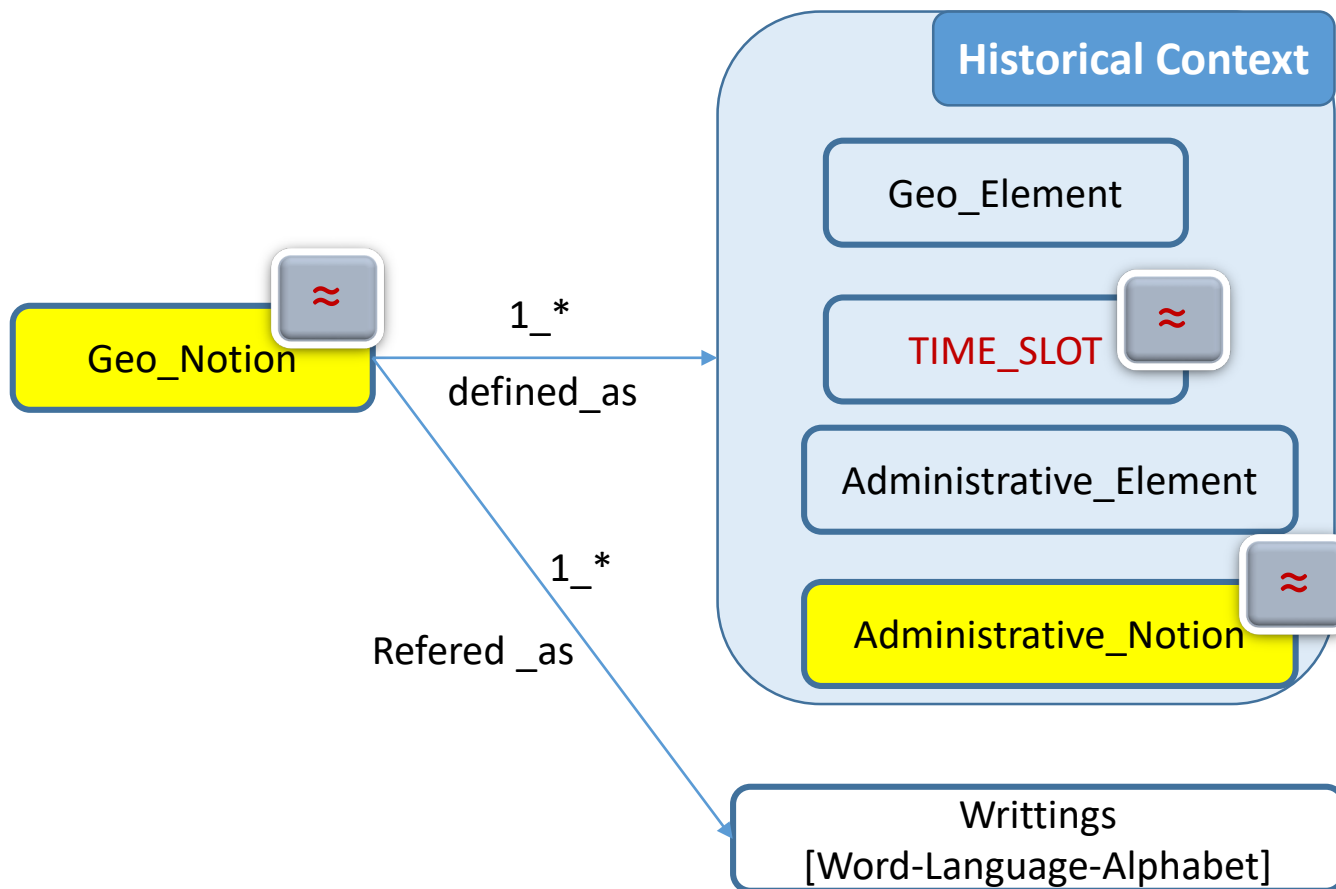 Historical Context
Geo_Element
≈
TIME_SLOT
≈
Geo_Notion
1_*
defined_as
Administrative_Element
≈
Administrative_Notion
1_*
Refered _as
Writtings
[Word-Language-Alphabet]